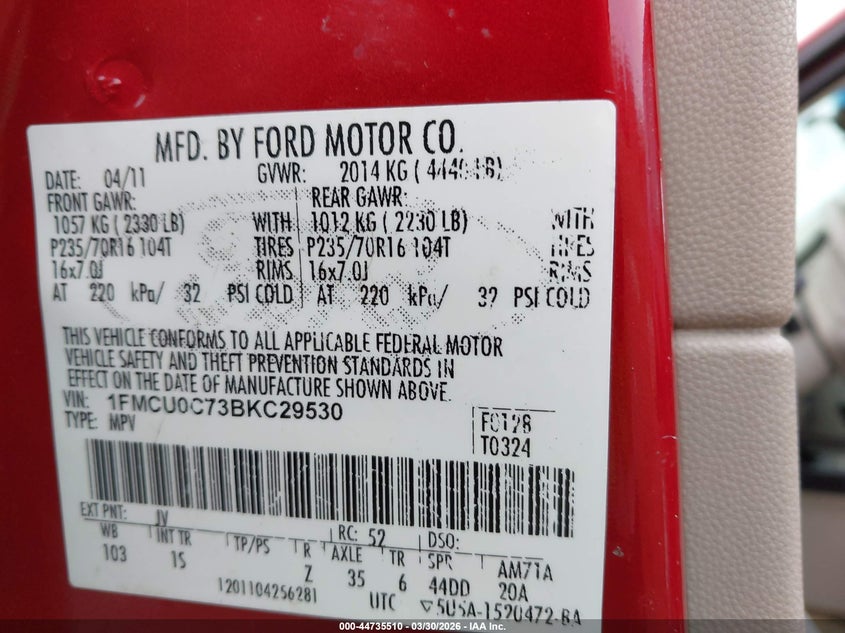 MFD. BY FORD MOTOR CO.
DATE: 04/11 GVWR: 2014 KG ( LB)
FRONT GAWR: REAR GAWR:
1057 KG ( 2330 LB) WITH 1012 KG ( 2230 LB) WITH
P235/70R16 104T TIRES P235/70R16 104T TIRES
16x7.0J RIMS 16x7.0J RIMS
AT 220 kPa/ 32 PSI COLD AT 220 kPa/ 32 PSI COLD
THIS VEHICLE CONFORMS TO ALL APPLICABLE FEDERAL MOTOR
VEHICLE SAFETY AND THEFT PREVENTION STANDARDS IN
EFFECT ON THE DATE OF MANUFACTURE SHOWN ABOVE.
VIN: 1FMCU0C73BKC29530
TYPE: MPV
F0128
T0324
EXT PNT: JV RC: 52 DSO:
WB INT TR TP/PS R AXLE TR SPR AM71A
103 15 Z 35 6 44DD 20A
1201104256281 UTC ▽5U5A-1520472-BA
000-44735510 — 03/30/2026 — IAA, Inc.